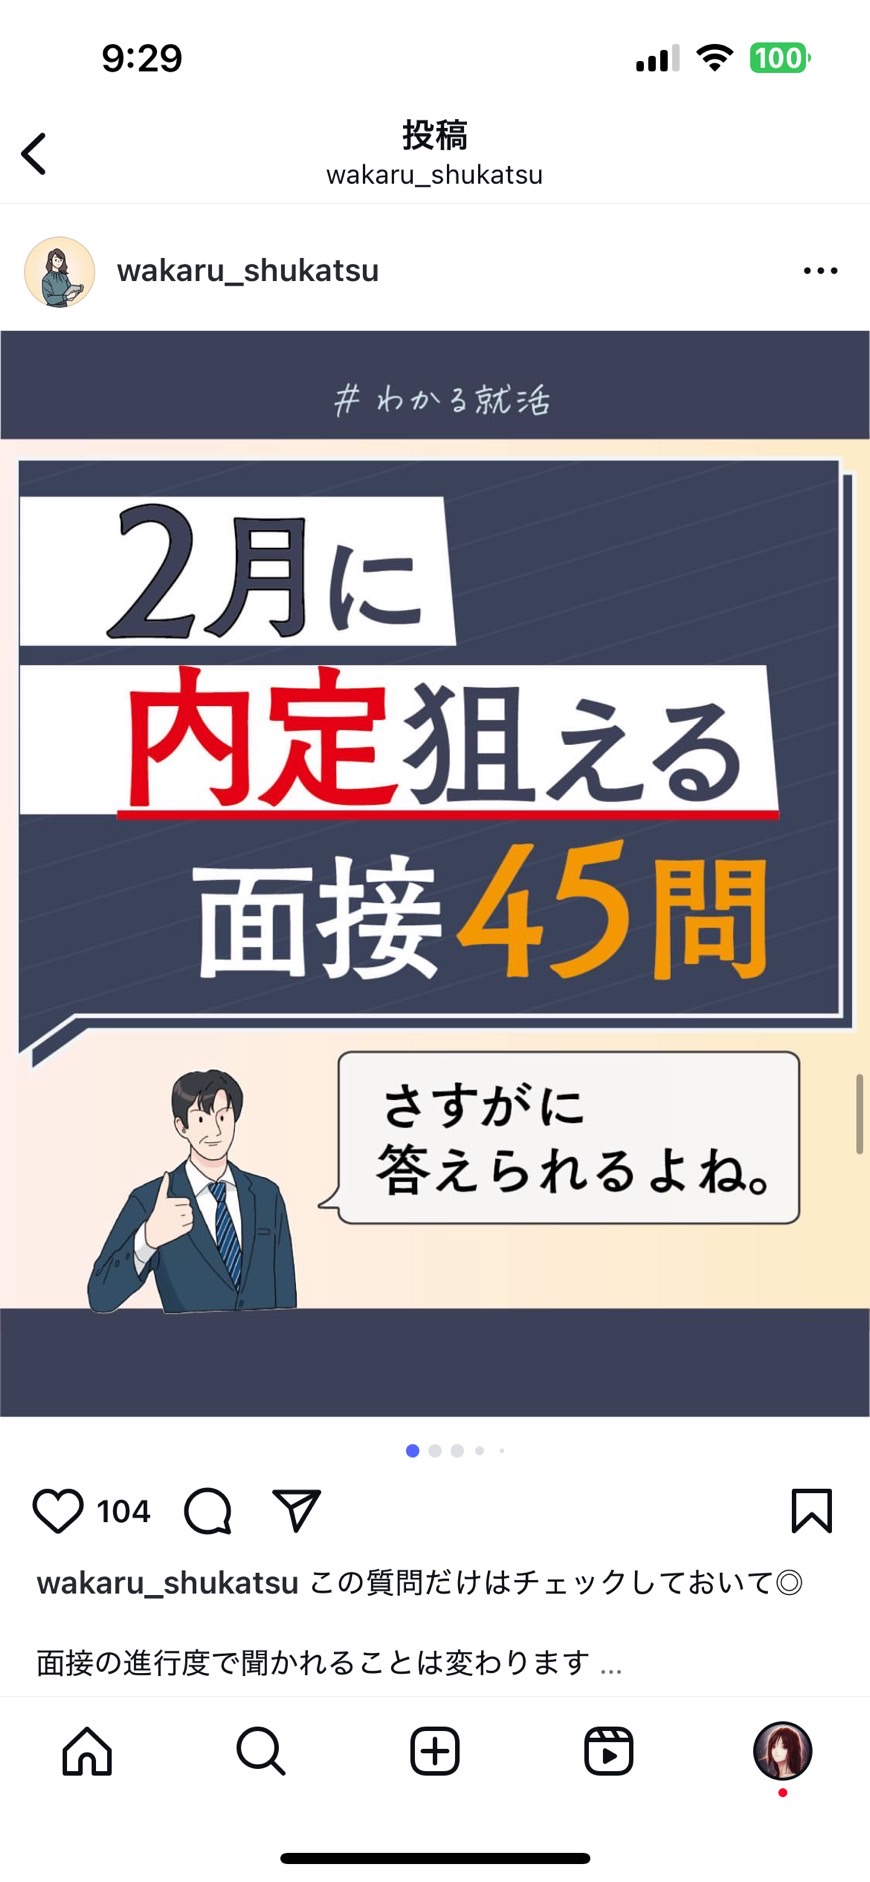 9:29
100
投稿
wakaru_shukatsu
wakaru_shukatsu
# わかる就活
2月に
内定狙える
面接45問
さすがに
答えられるよね。
104
wakaru_shukatsu この質問だけはチェックしておいて◎
面接の進行度で聞かれることは変わります ...